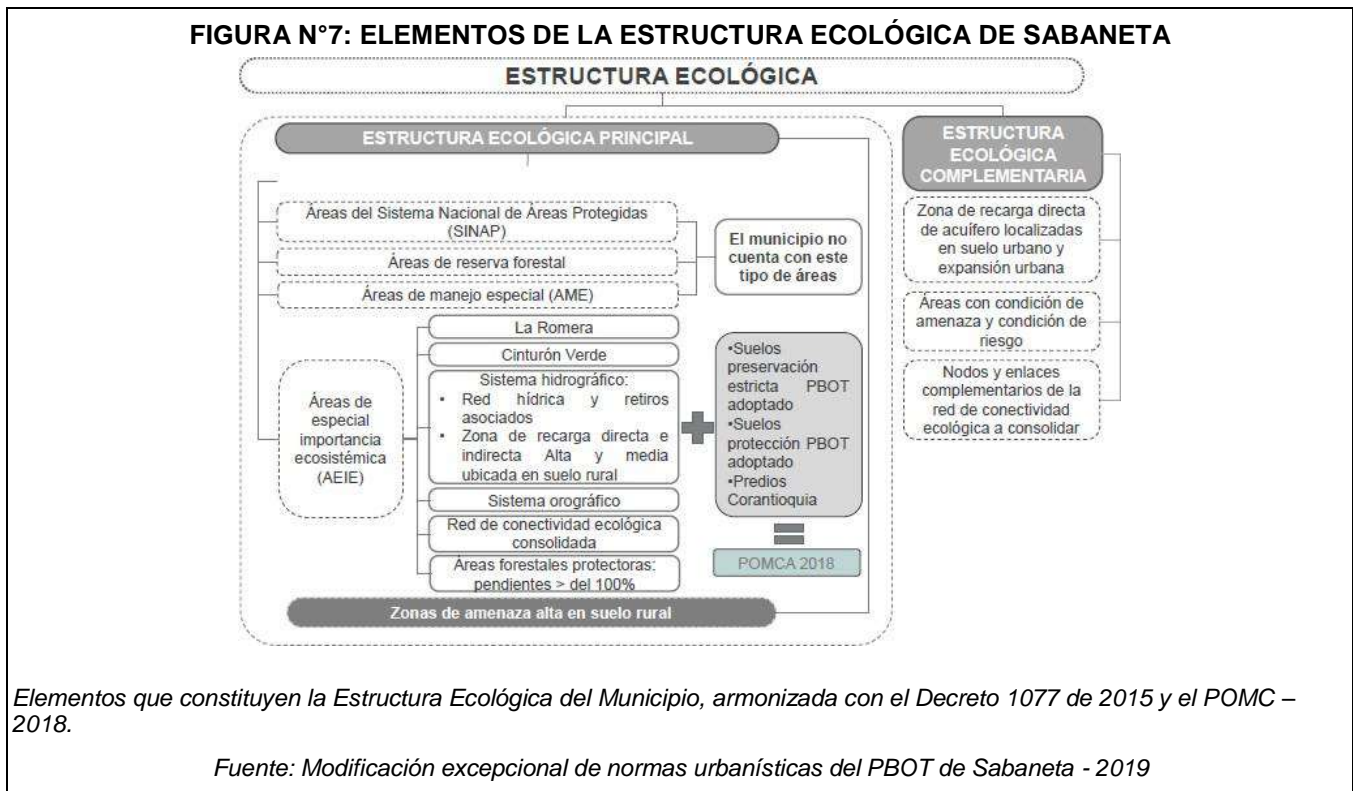 FIGURA N°7: ELEMENTOS DE LA ESTRUCTURA ECOLÓGICA DE SABANETA
ESTRUCTURA ECOLÓGICA
ESTRUCTURA ECOLÓGICA PRINCIPAL
Áreas del Sistema Nacional de Áreas Protegidas
(SINAP)
Áreas de reserva forestal
Áreas de manejo especial (AME)
El municipio no
cuenta con este
tipo de áreas
Áreas de
especial
importancia
ecosistémica
(AEIE)
La Romera
Cinturón Verde
Sistema hidrográfico:
• Red hídrica y retiros
asociados
• Zona de recarga directa e
indirecta Alta y media
ubicada en suelo rural
Sistema orográfico
Red de conectividad ecológica
consolidada
Áreas forestales protectoras:
pendientes > del 100%
•Suelos
preservación
estricta PBOT
adoptado
•Suelos
protección PBOT
adoptado
•Predios
Corantioquia
POMCA 2018
Zonas de amenaza alta en suelo rural
ESTRUCTURA
ECOLÓGICA
COMPLEMENTARIA
Zona de recarga directa
de acuífero localizadas
en suelo urbano y
expansión urbana
Áreas con condición de
amenaza y condición de
riesgo
Nodos y enlaces
complementarios de la
red de conectividad
ecológica a consolidar
Elementos que constituyen la Estructura Ecológica del Municipio, armonizada con el Decreto 1077 de 2015 y el POMC –
2018.
Fuente: Modificación excepcional de normas urbanísticas del PBOT de Sabaneta - 2019